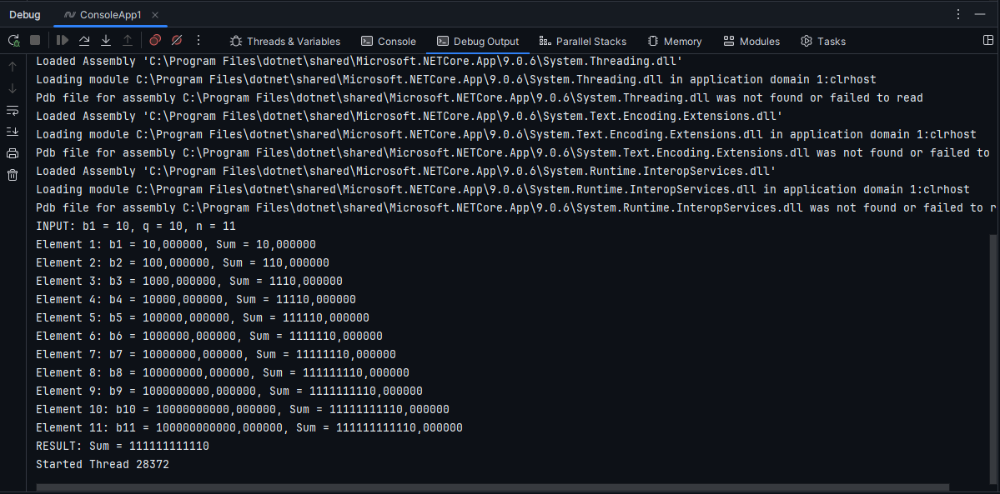 Debug ConsoleApp1
Threads & Variables Console Debug Output Parallel Stacks Memory Modules Tasks
Loaded Assembly 'C:\Program Files\dotnet\shared\Microsoft.NETCore.App\9.0.6\System.Threading.dll'
Loading module C:\Program Files\dotnet\shared\Microsoft.NETCore.App\9.0.6\System.Threading.dll in application domain 1:clrhost
Pdb file for assembly C:\Program Files\dotnet\shared\Microsoft.NETCore.App\9.0.6\System.Threading.dll was not found or failed to read
Loaded Assembly 'C:\Program Files\dotnet\shared\Microsoft.NETCore.App\9.0.6\System.Text.Encoding.Extensions.dll'
Loading module C:\Program Files\dotnet\shared\Microsoft.NETCore.App\9.0.6\System.Text.Encoding.Extensions.dll in application domain 1:clrhost
Pdb file for assembly C:\Program Files\dotnet\shared\Microsoft.NETCore.App\9.0.6\System.Text.Encoding.Extensions.dll was not found or failed to
Loaded Assembly 'C:\Program Files\dotnet\shared\Microsoft.NETCore.App\9.0.6\System.Runtime.InteropServices.dll'
Loading module C:\Program Files\dotnet\shared\Microsoft.NETCore.App\9.0.6\System.Runtime.InteropServices.dll in application domain 1:clrhost
Pdb file for assembly C:\Program Files\dotnet\shared\Microsoft.NETCore.App\9.0.6\System.Runtime.InteropServices.dll was not found or failed to r
INPUT: b1 = 10, q = 10, n = 11
Element 1: b1 = 10,000000, Sum = 10,000000
Element 2: b2 = 100,000000, Sum = 110,000000
Element 3: b3 = 1000,000000, Sum = 1110,000000
Element 4: b4 = 10000,000000, Sum = 11110,000000
Element 5: b5 = 100000,000000, Sum = 111110,000000
Element 6: b6 = 1000000,000000, Sum = 1111110,000000
Element 7: b7 = 10000000,000000, Sum = 11111110,000000
Element 8: b8 = 100000000,000000, Sum = 111111110,000000
Element 9: b9 = 1000000000,000000, Sum = 1111111110,000000
Element 10: b10 = 10000000000,000000, Sum = 11111111110,000000
Element 11: b11 = 100000000000,000000, Sum = 111111111110,000000
RESULT: Sum = 111111111110
Started Thread 28372